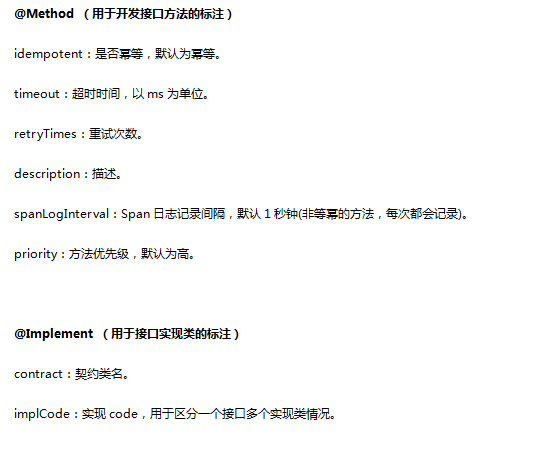 @Method （用于开发接口方法的标注）
idempotent：是否幂等，默认为幂等。
timeout：超时时间，以 ms 为单位。
retryTimes：重试次数。
description：描述。
spanLogInterval：Span 日志记录间隔，默认 1 秒钟(非等幂的方法，每次都会记录)。
priority：方法优先级，默认为高。
@Implement （用于接口实现类的标注）
contract：契约类名。
implCode：实现 code，用于区分一个接口多个实现类情况。